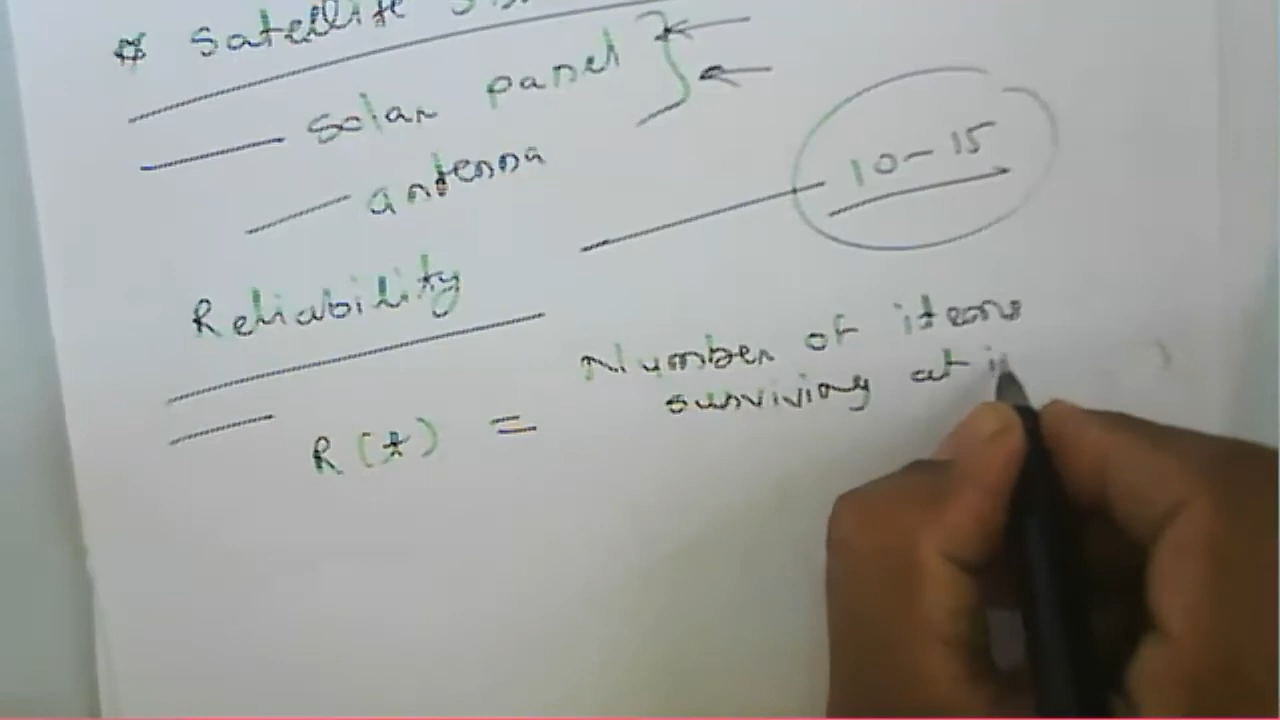 * Satellite
solar panel
antenna
10-15
Reliability
Number of items
surviving at
R(t) =